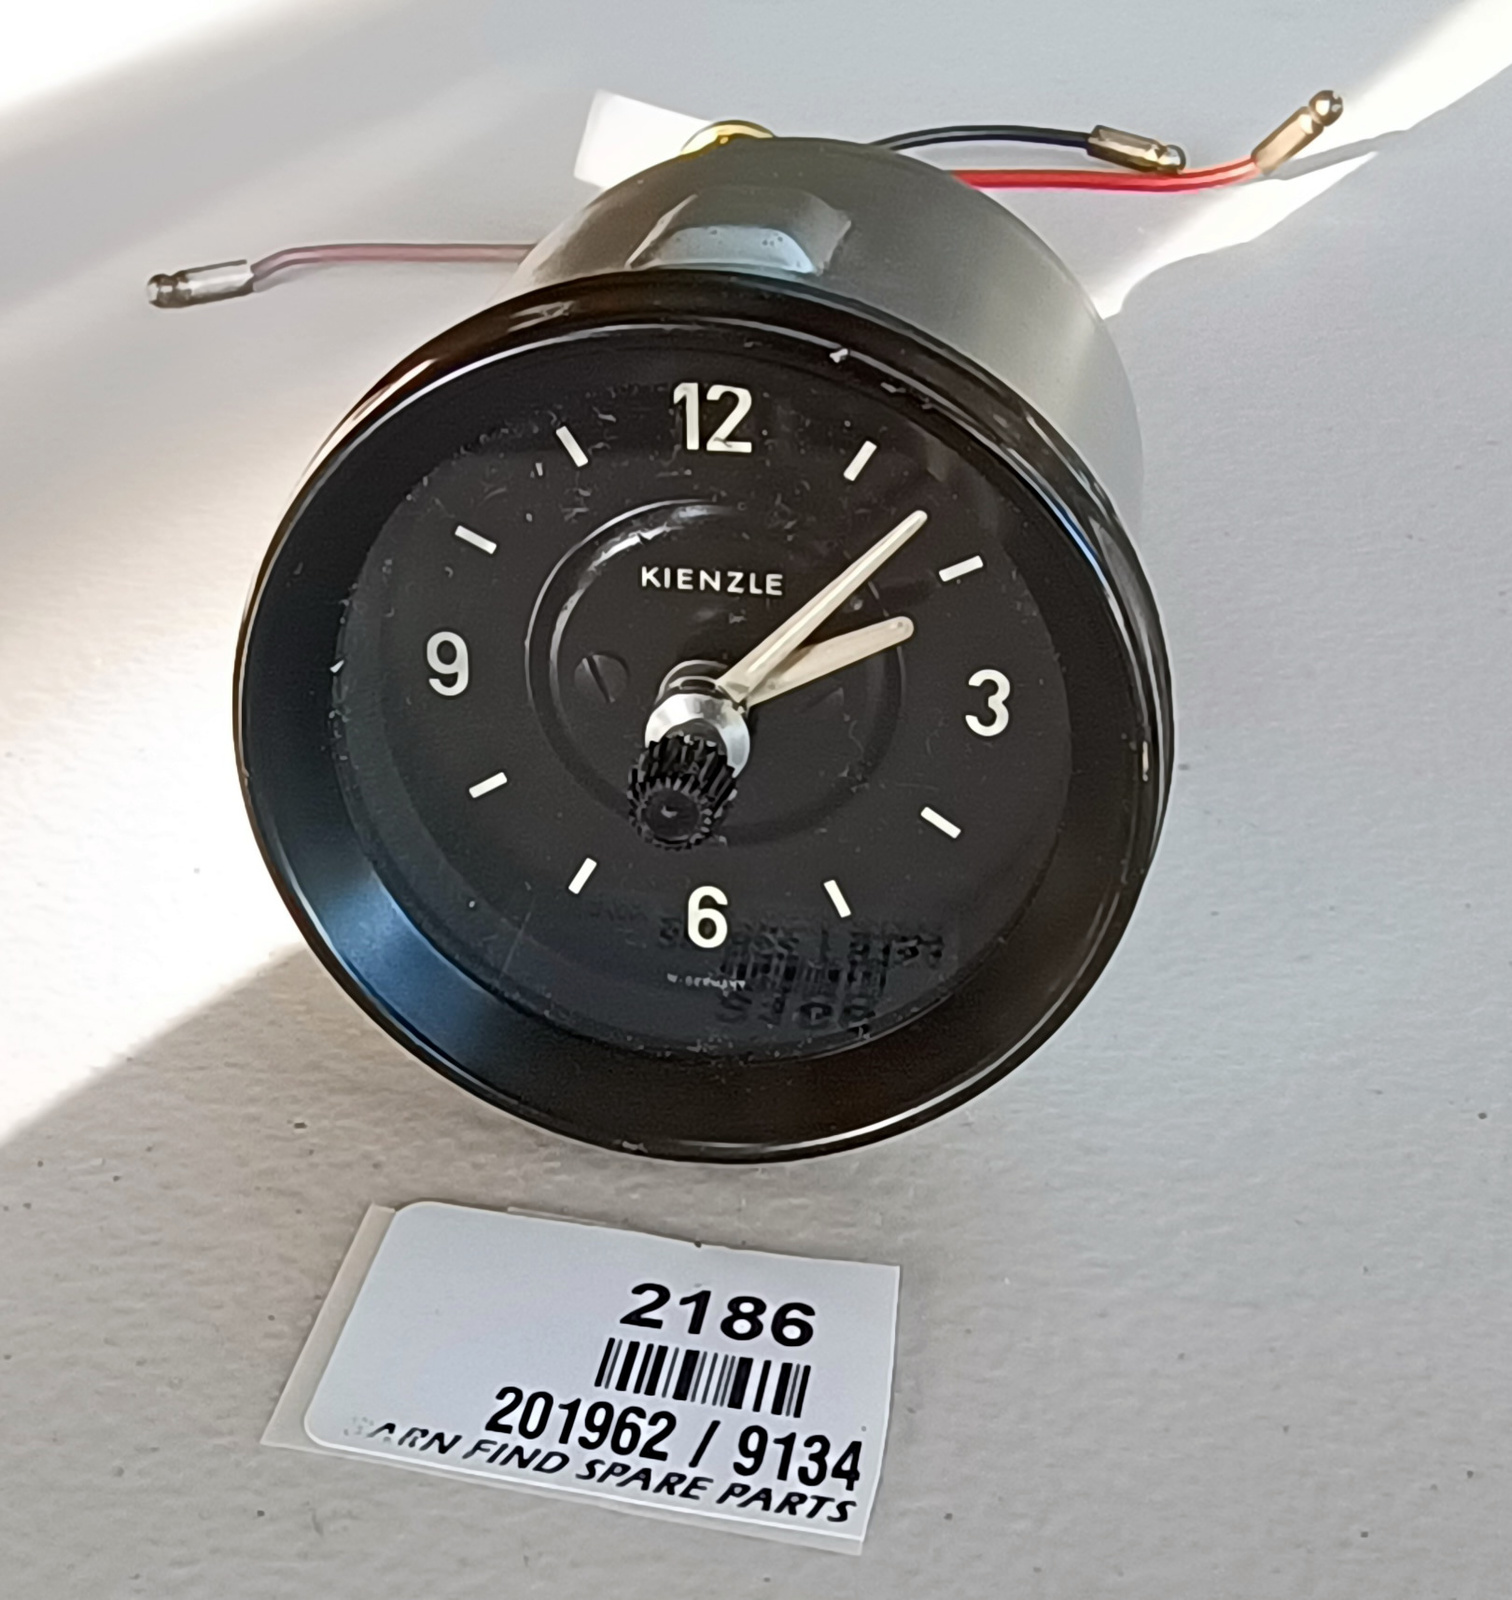 12
KIENZLE
9
3
6
2186
201962 / 9134
BARN FIND SPARE PARTS